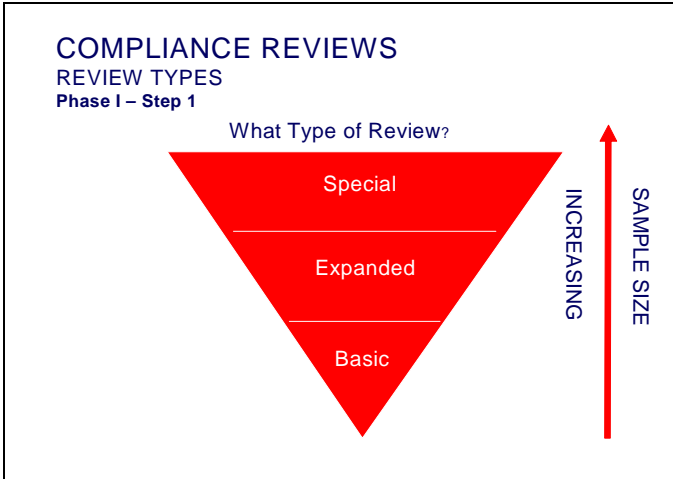 COMPLIANCE REVIEWS
REVIEW TYPES
Phase I – Step 1
What Type of Review?
Special
Expanded
Basic
INCREASING
SAMPLE SIZE